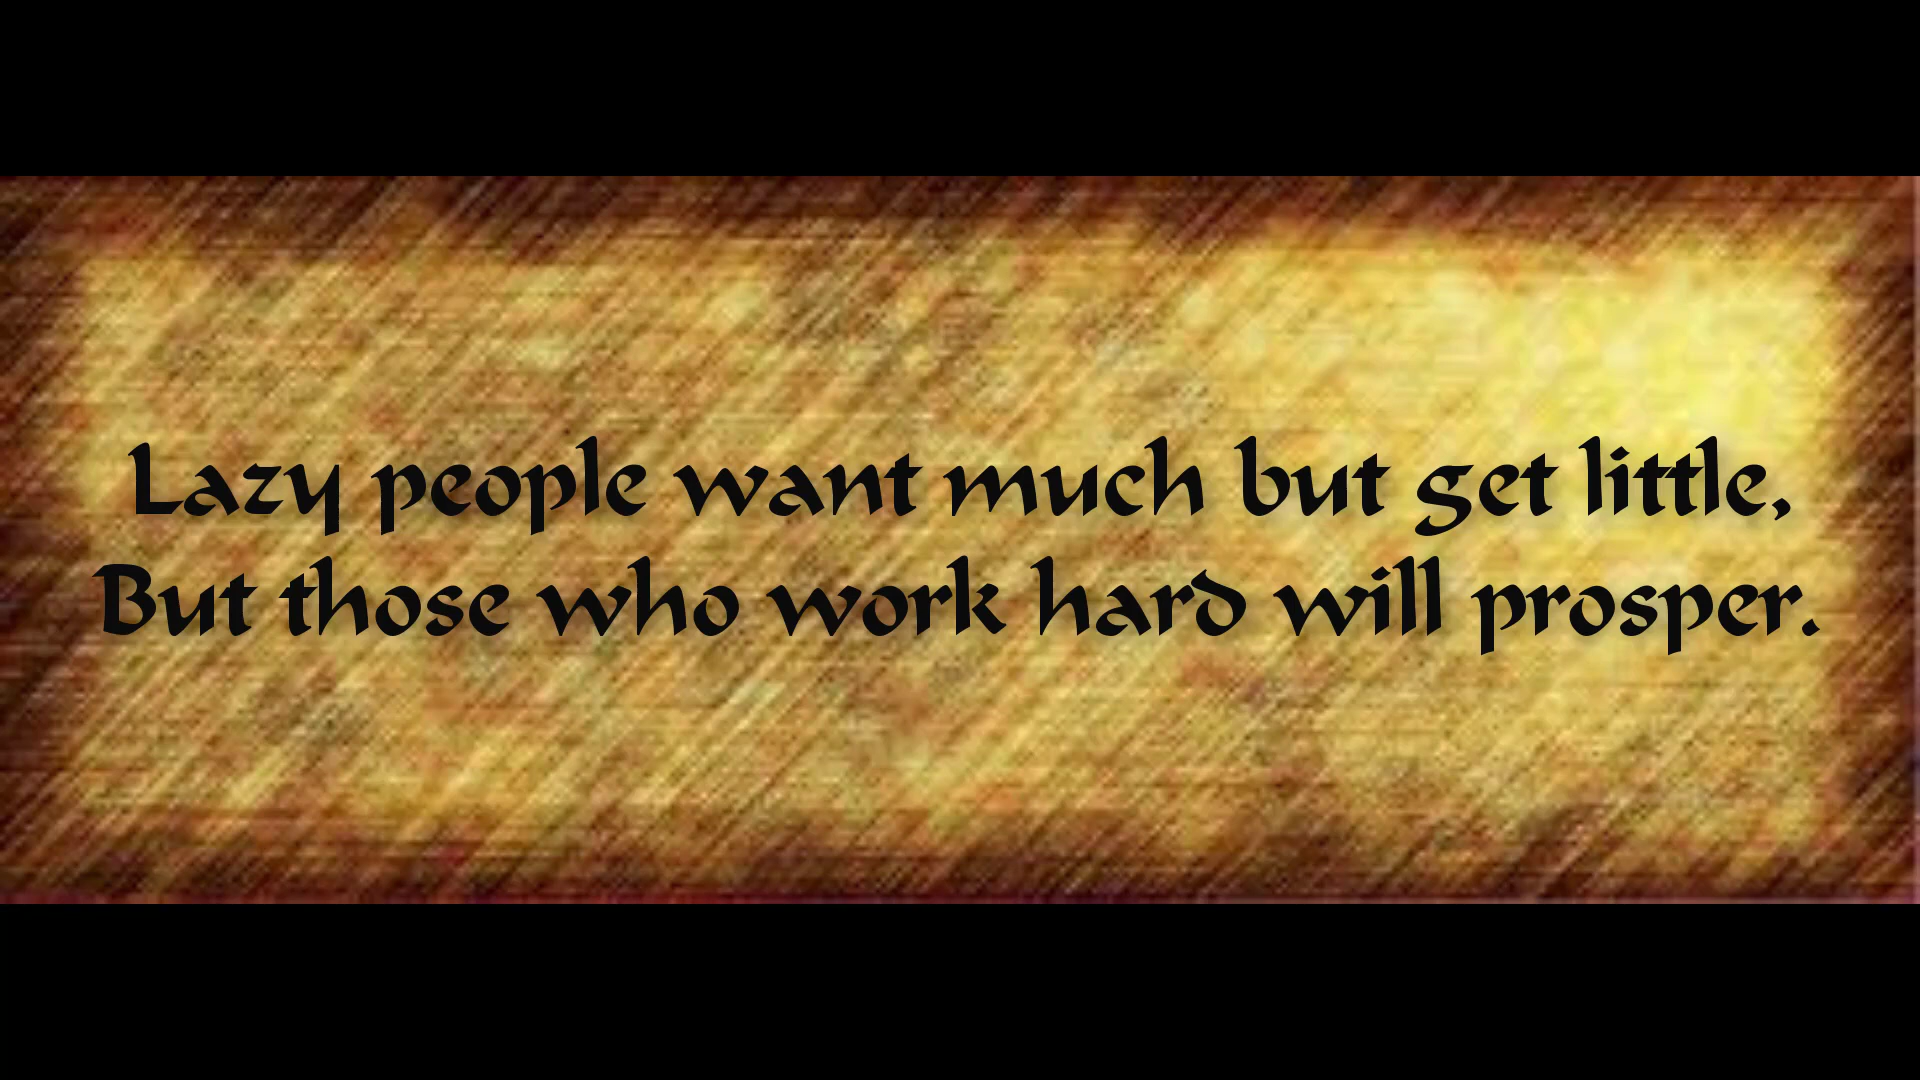 Lazy people want much but get little,
But those who work hard will prosper.